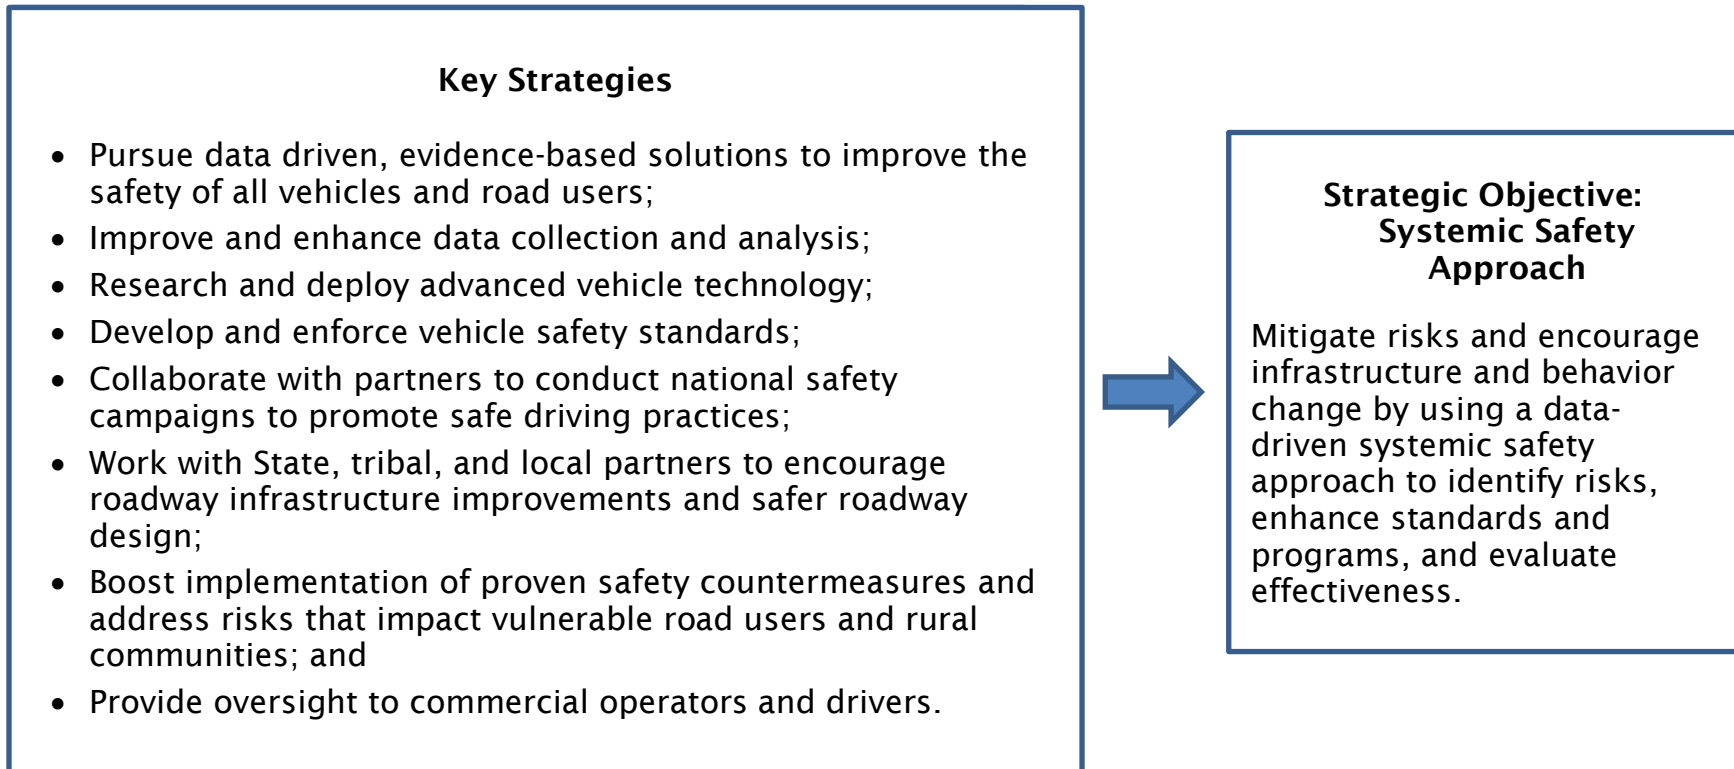 Key Strategies
• Pursue data driven, evidence-based solutions to improve the
safety of all vehicles and road users;
• Improve and enhance data collection and analysis;
• Research and deploy advanced vehicle technology;
• Develop and enforce vehicle safety standards;
• Collaborate with partners to conduct national safety
campaigns to promote safe driving practices;
• Work with State, tribal, and local partners to encourage
roadway infrastructure improvements and safer roadway
design;
• Boost implementation of proven safety countermeasures and
address risks that impact vulnerable road users and rural
communities; and
• Provide oversight to commercial operators and drivers.
Strategic Objective:
Systemic Safety
Approach
Mitigate risks and encourage
infrastructure and behavior
change by using a data-
driven systemic safety
approach to identify risks,
enhance standards and
programs, and evaluate
effectiveness.